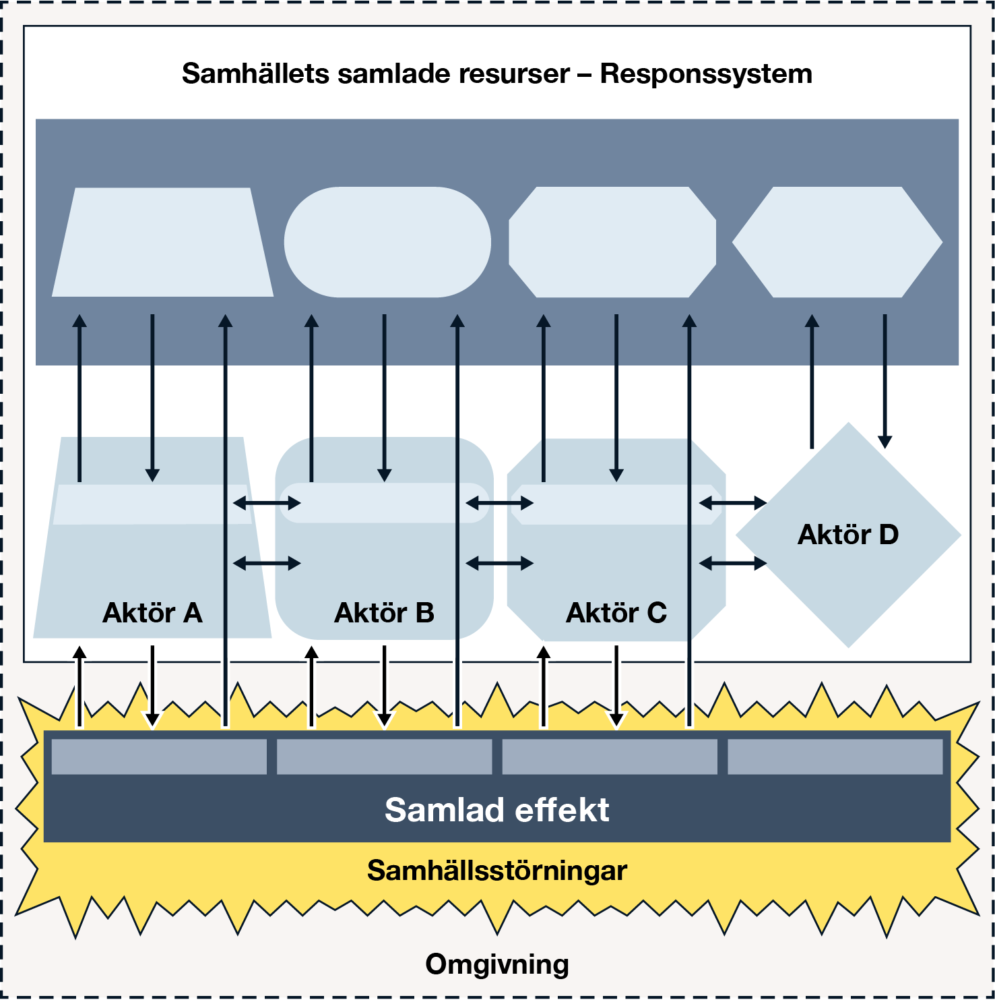 Samhällets samlade resurser – Responssystem
Aktör D
Aktör A
Aktör B
Aktör C
Samlad effekt
Samhällsstörningar
Omgivning